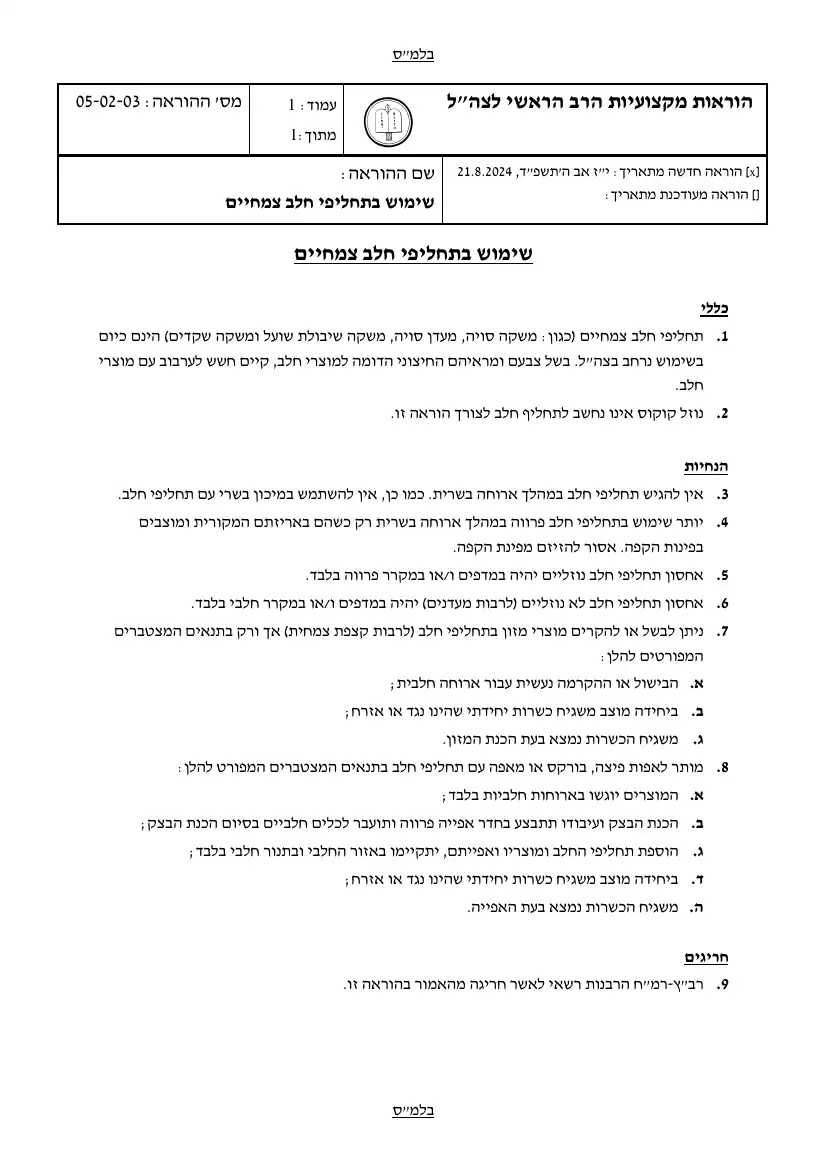 בלמ״ס
הוראות מקצועיות הרב הראשי לצה״ל
עמוד: 1
מתוך: 1
מס׳ ההוראה: 05-02-03
[x] הוראה חדשה מתאריך: י״ז אב ה׳תשפ״ד, 21.8.2024
[] הוראה מעודכנת מתאריך:
שם ההוראה:
שימוש בתחליפי חלב צמחיים
שימוש בתחליפי חלב צמחיים
כללי
1. תחליפי חלב צמחיים (כגון: משקה סויה, מעדן סויה, משקה שיבולת שועל ומשקה שקדים) הינם כיום
בשימוש נרחב בצה״ל. בשל צבעם ומראיהם החיצוני הדומה למוצרי חלב, קיים חשש לערבוב עם מוצרי
חלב.
2. נוזל קוקוס אינו נחשב לתחליף חלב לצורך הוראה זו.
הנחיות
3. אין להגיש תחליפי חלב במהלך ארוחה בשרית. כמו כן, אין להשתמש במיכון בשרי עם תחליפי חלב.
4. יותר שימוש בתחליפי חלב פרווה במהלך ארוחה בשרית רק כשהם באריזתם המקורית ומוצבים
בפינות הקפה. אסור להזיזם מפינת הקפה.
5. אחסון תחליפי חלב נוזליים יהיה במדפים ו/או במקרר פרווה בלבד.
6. אחסון תחליפי חלב לא נוזליים (לרבות מעדנים) יהיה במדפים ו/או במקרר חלבי בלבד.
7. ניתן לבשל או להקרים מוצרי מזון בתחליפי חלב (לרבות קצפת צמחית) אך ורק בתנאים המצטברים
המפורטים להלן:
א. הבישול או ההקרמה נעשית עבור ארוחה חלבית;
ב. ביחידה מוצב משגיח כשרות יחידתי שהינו נגד או אזרח;
ג. משגיח הכשרות נמצא בעת הכנת המזון.
8. מותר לאפות פיצה, בורקס או מאפה עם תחליפי חלב בתנאים המצטברים המפורט להלן:
א. המוצרים יוגשו בארוחות חלביות בלבד;
ב. הכנת הבצק ועיבודו תתבצע בחדר אפייה פרווה ותועבר לכלים חלביים בסיום הכנת הבצק;
ג. הוספת תחליפי החלב ומוצריו ואפייתם, יתקיימו באזור החלבי ובתנור חלבי בלבד;
ד. ביחידה מוצב משגיח כשרות יחידתי שהינו נגד או אזרח;
ה. משגיח הכשרות נמצא בעת האפייה.
חריגים
9. רב״ץ-רמ״ח הרבנות רשאי לאשר חריגה מהאמור בהוראה זו.
בלמ״ס